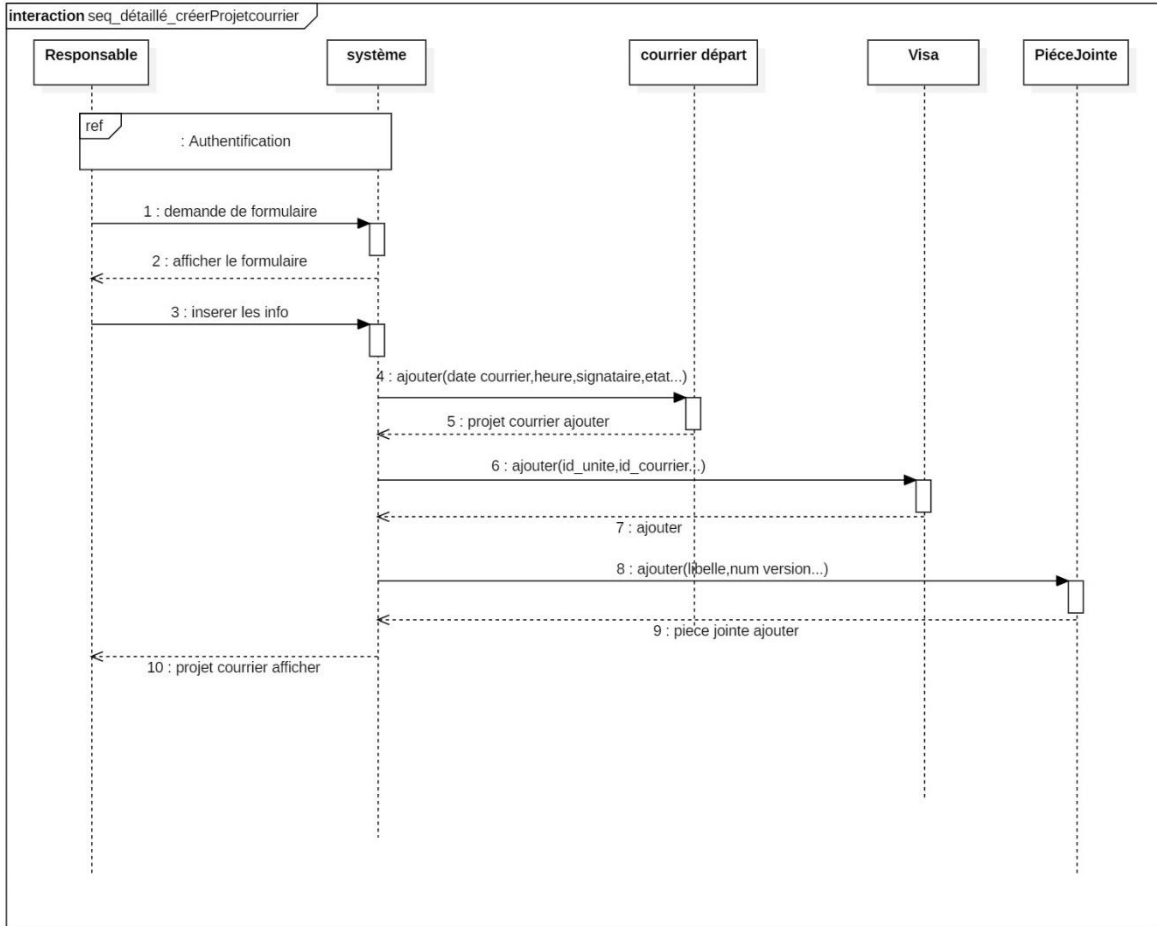 interaction seq_détaillé_créerProjetcourrier
Responsable
système
courrier départ
Visa
PiéceJointe
ref
: Authentification
1 : demande de formulaire
2 : afficher le formulaire
3 : inserer les info
4 : ajouter(date courrier,heure,signataire,etat...)
5 : projet courrier ajouter
6 : ajouter(id_unite,id_courrier...)
7 : ajouter
8 : ajouter(libelle,num version...)
9 : piece jointe ajouter
10 : projet courrier afficher